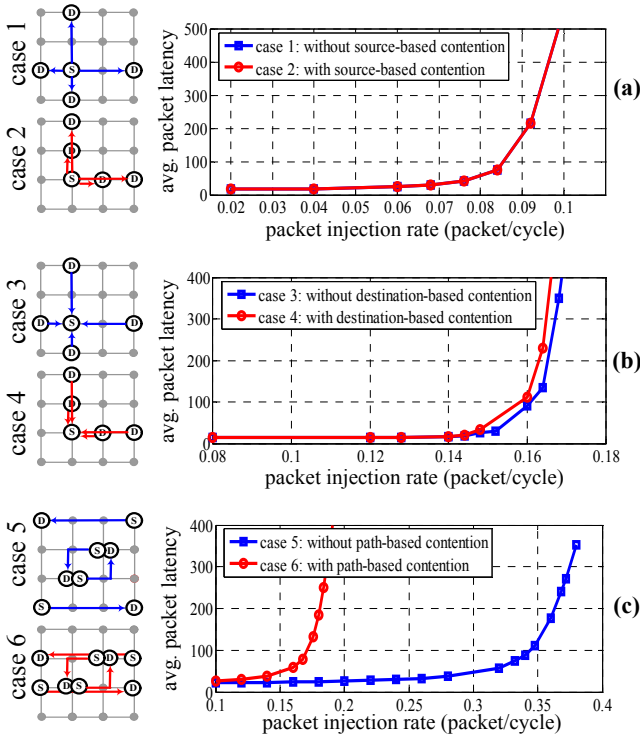 case 1
D
D
S
D
D
case 2
D
D
S
D
D
500
400
300
200
100
0
avg. packet latency
case 1: without source-based contention
case 2: with source-based contention
0.02
0.03
0.04
0.05
0.06
0.07
0.08
0.09
0.1
packet injection rate (packet/cycle)
(a)
case 3
D
D
S
D
D
case 4
D
D
S
D
D
400
300
200
100
0
avg. packet latency
case 3: without destination-based contention
case 4: with destination-based contention
0.08
0.1
0.12
0.14
0.16
0.18
packet injection rate (packet/cycle)
(b)
case 5
D
S
S
D
D
S
S
D
case 6
D
S
D
S
S
D
S
D
400
300
200
100
0
avg. packet latency
case 5: without path-based contention
case 6: with path-based contention
0.1
0.15
0.2
0.25
0.3
0.35
0.4
packet injection rate (packet/cycle)
(c)